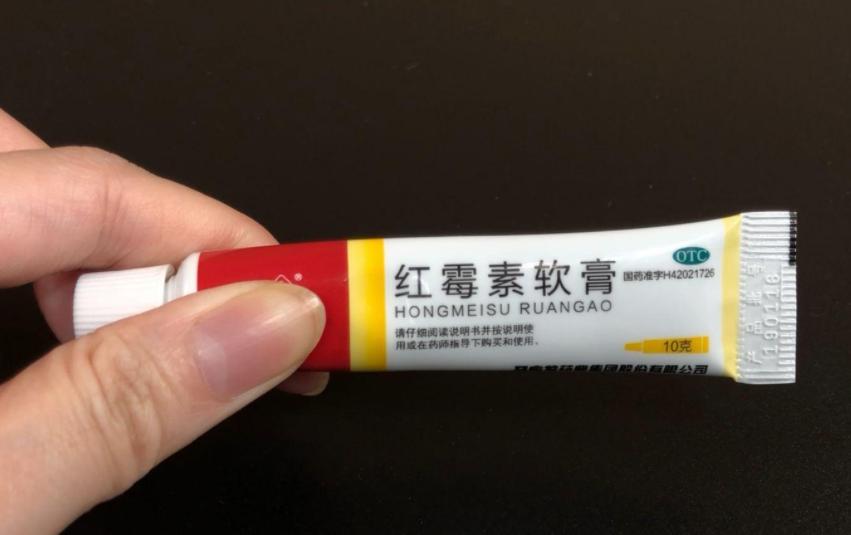 红霉素软膏
HONGMEISU RUANGAO
请仔细阅读说明书并按说明使
用或在药师指导下购买和使用。
OTC
国药准字H42021726
10克
190116